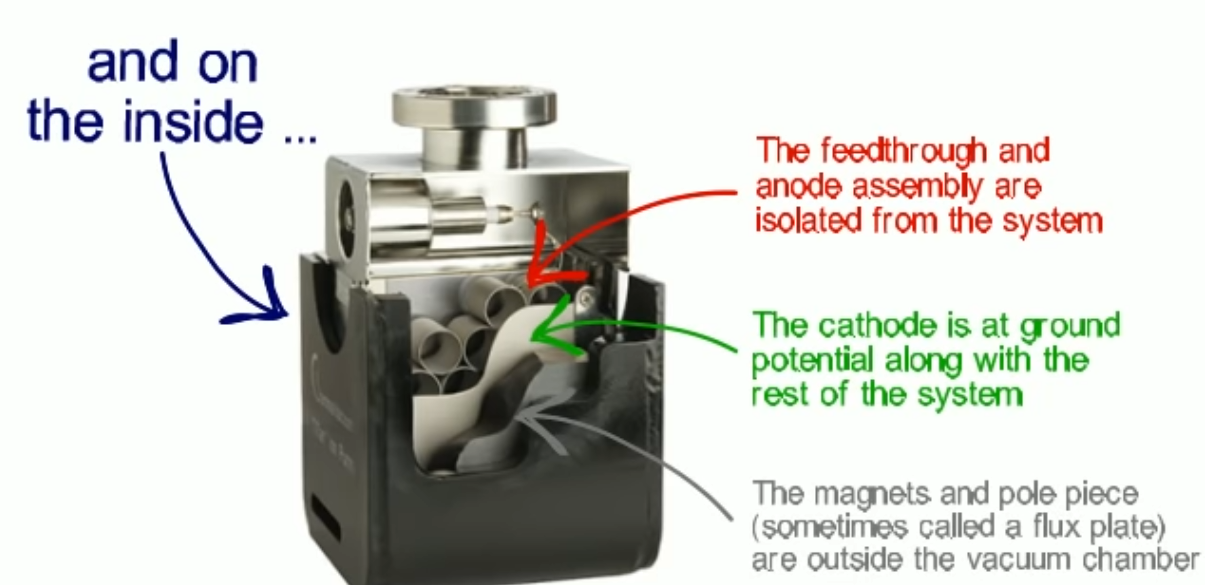 and on
the inside ...
The feedthrough and
anode assembly are
isolated from the system
The cathode is at ground
potential along with the
rest of the system
The magnets and pole piece
(sometimes called a flux plate)
are outside the vacuum chamber